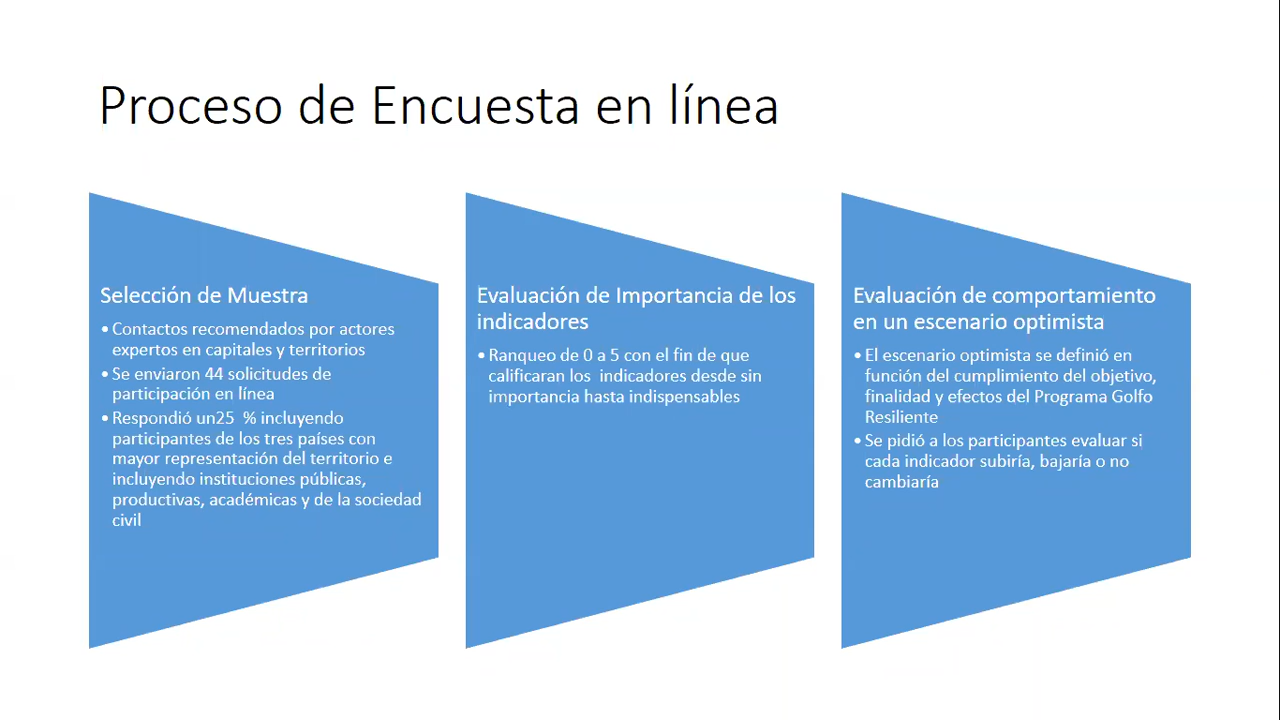 Proceso de Encuesta en línea
Selección de Muestra
• Contactos recomendados por actores
expertos en capitales y territorios
• Se enviaron 44 solicitudes de
participación en línea
• Respondió un25  % incluyendo
participantes de los tres países con
mayor representación del territorio e
incluyendo instituciones públicas,
productivas, académicas y de la sociedad
civil
Evaluación de Importancia de los
indicadores
• Ranqueo de 0 a 5 con el fin de que
calificaran los  indicadores desde sin
importancia hasta indispensables
Evaluación de comportamiento
en un escenario optimista
• El escenario optimista se definió en
función del cumplimiento del objetivo,
finalidad y efectos del Programa Golfo
Resiliente
• Se pidió a los participantes evaluar si
cada indicador subiría, bajaría o no
cambiaría